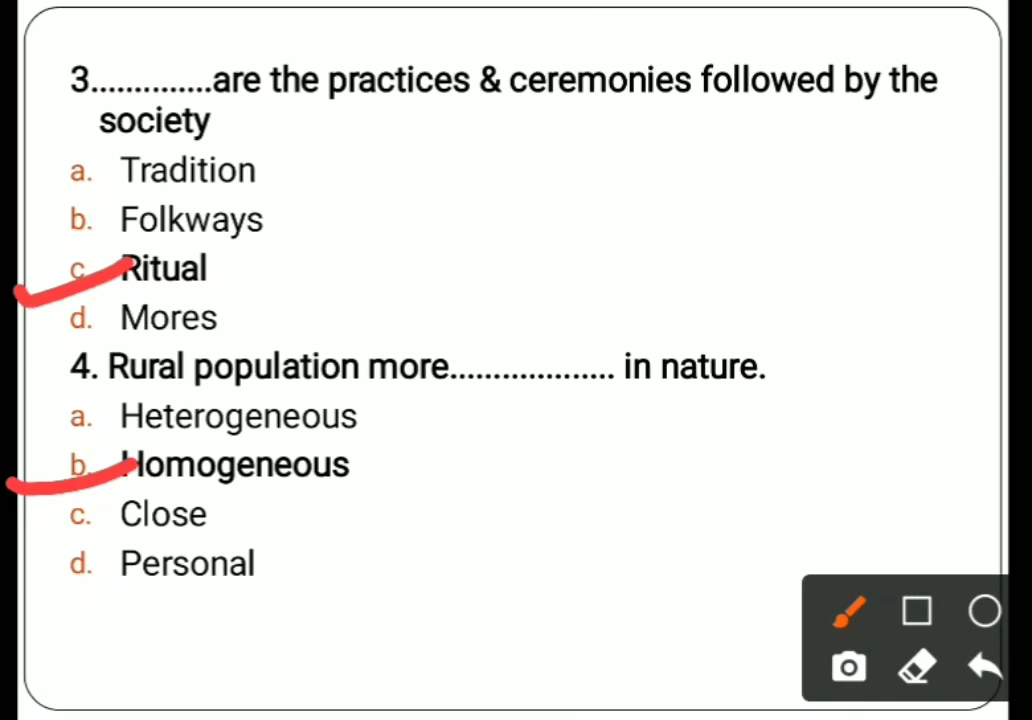 3..............are the practices & ceremonies followed by the
society
a. Tradition
b. Folkways
c. Ritual
d. Mores
4. Rural population more................... in nature.
a. Heterogeneous
b. Homogeneous
c. Close
d. Personal